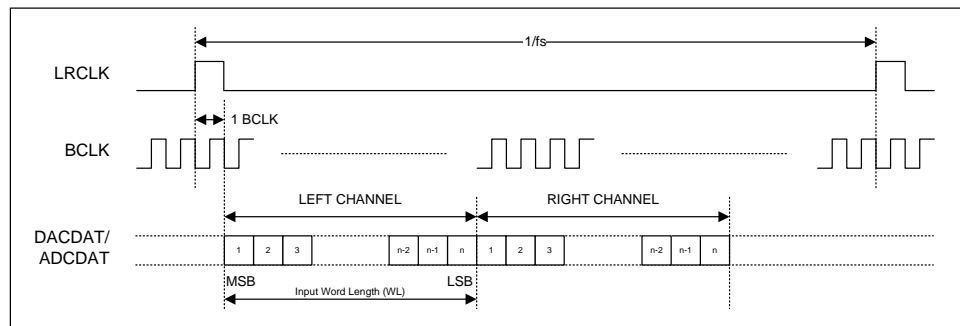 1/fs
LRCLK
1 BCLK
BCLK
LEFT CHANNEL RIGHT CHANNEL
DACDAT/
ADCDAT
1 2 3 n-2 n-1 n 1 2 3 n-2 n-1 n
MSB LSB
Input Word Length (WL)